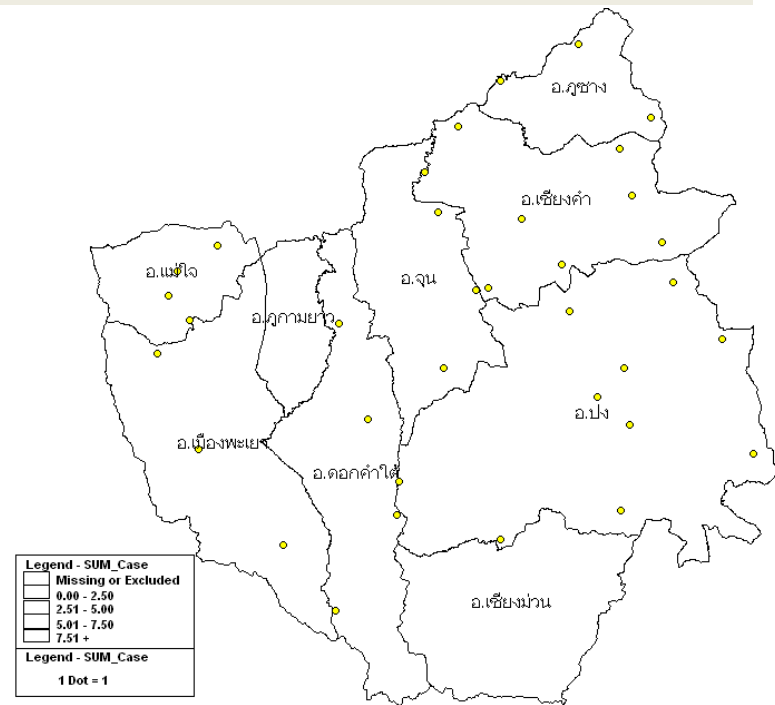 อ.ภูซาง
อ.เชียงคำ
อ.แม่ใจ
อ.จุน
อ.ภูกามยาว
อ.ปง
อ.เมืองพะเยา
อ.ดอกคำใต้
อ.เชียงม่วน
Legend - SUM_Case
Missing or Excluded
0.00 - 2.50
2.51 - 5.00
5.01 - 7.50
7.51 +
Legend - SUM_Case
1 Dot = 1